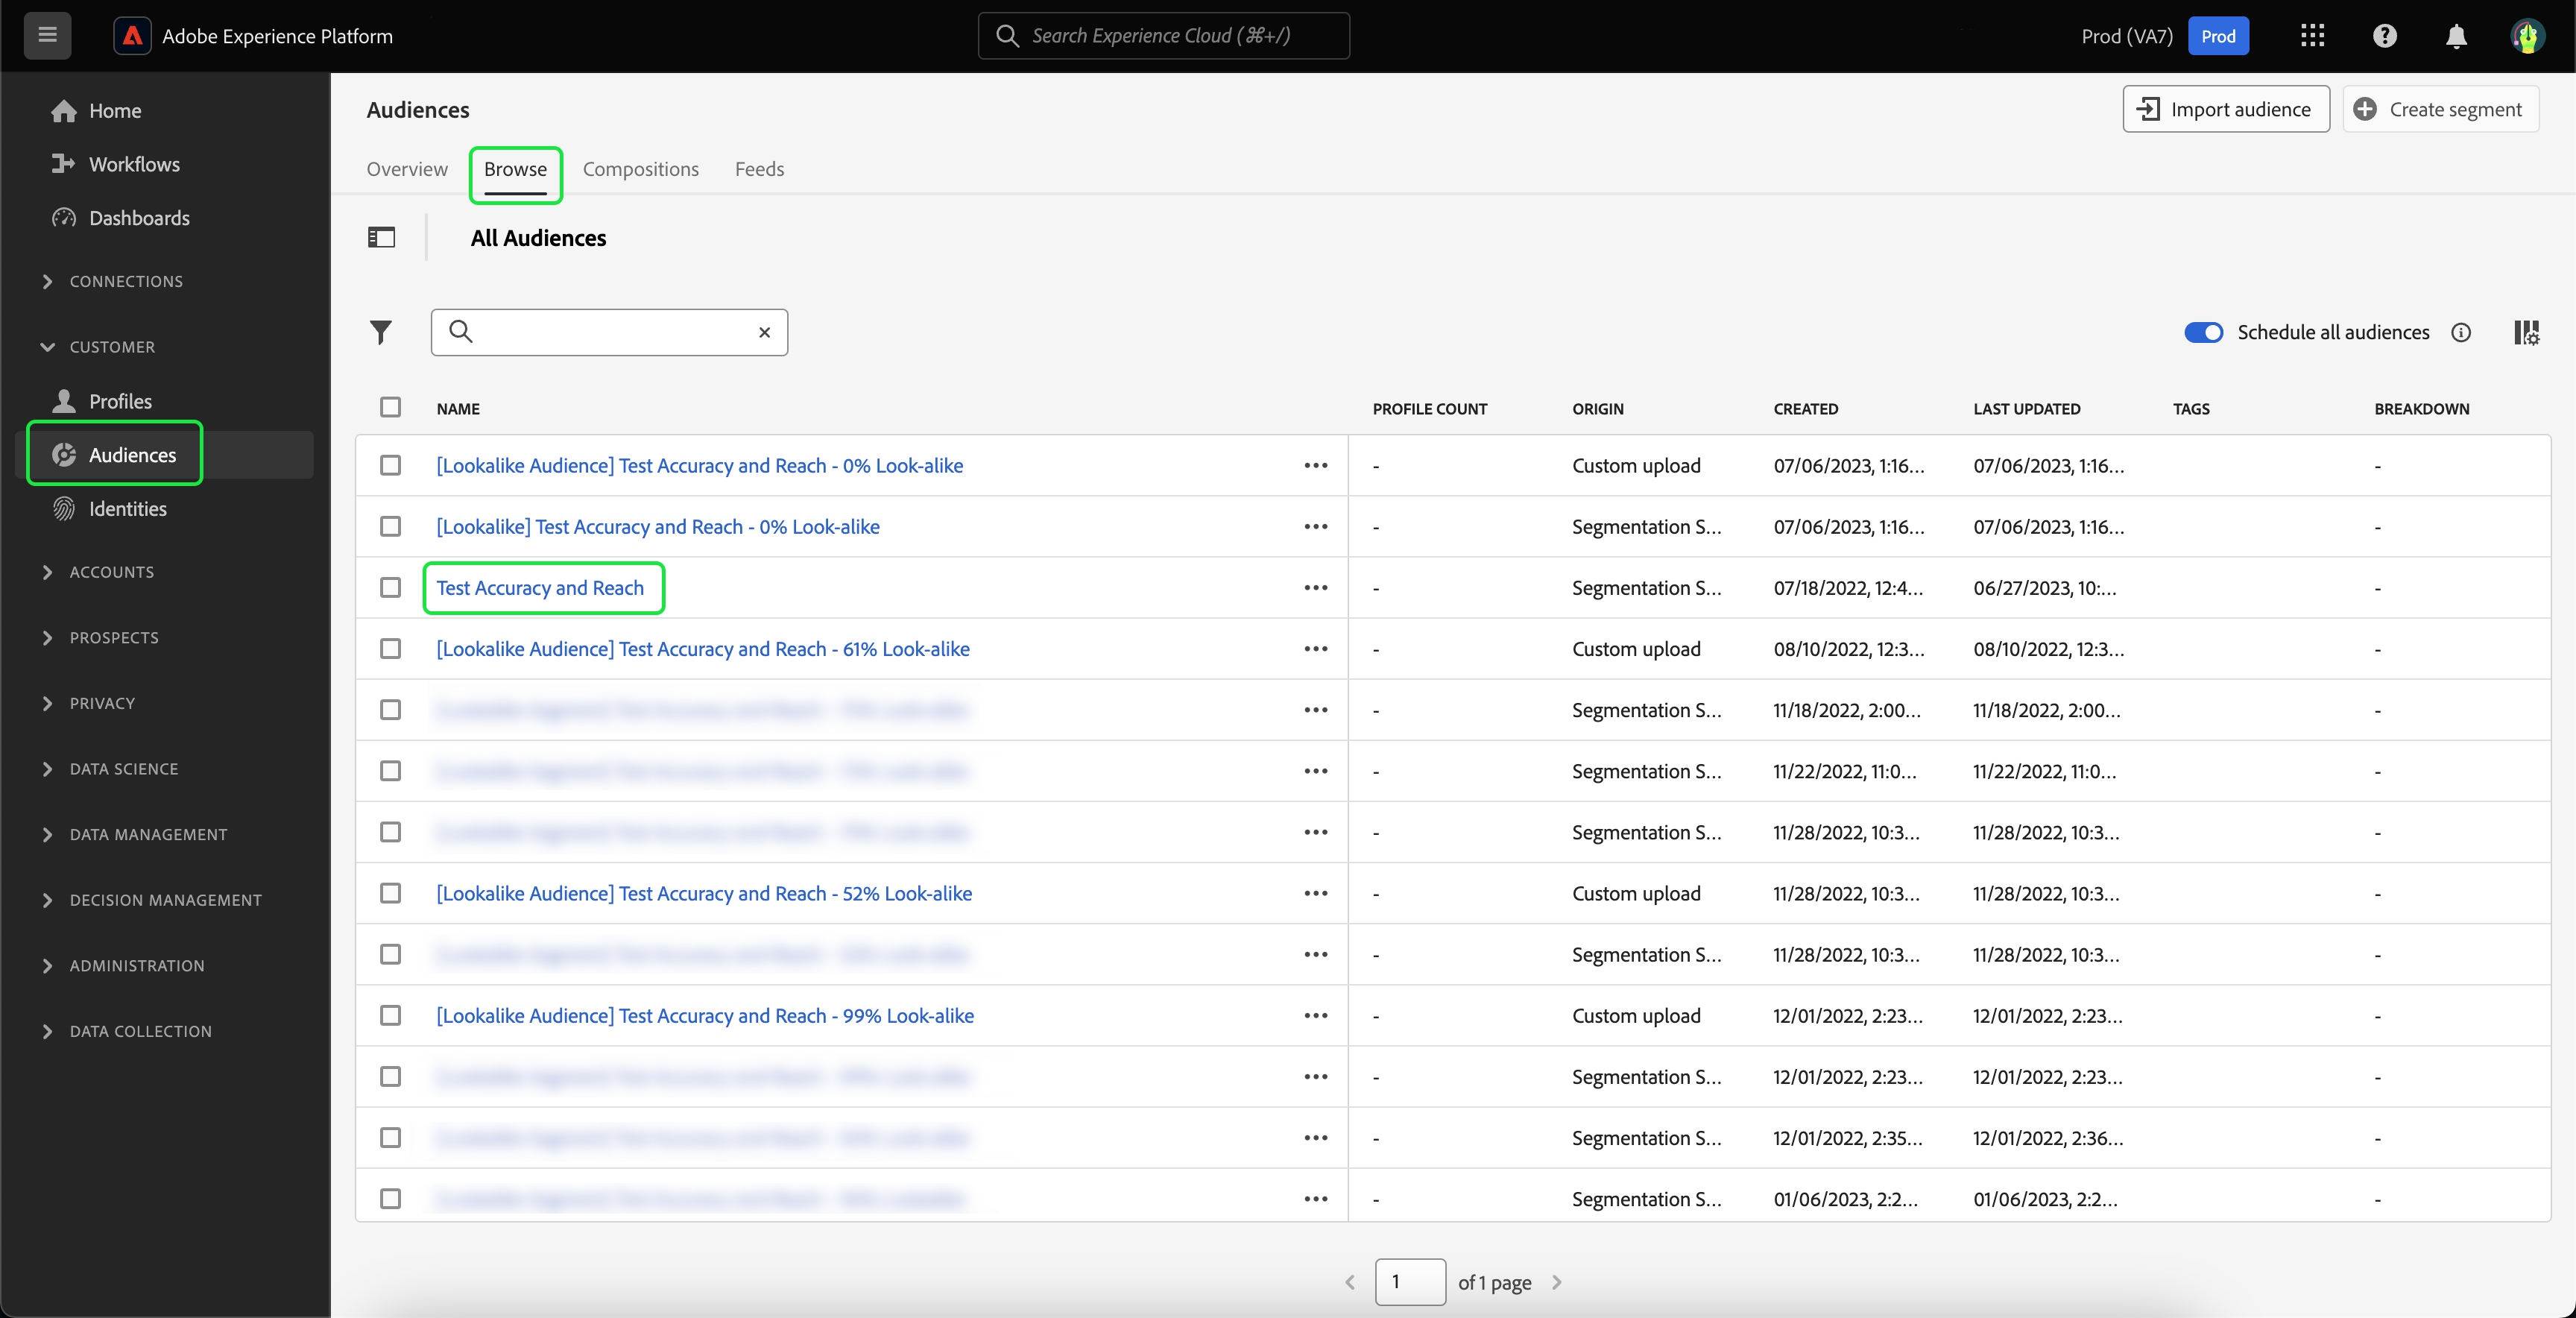 Adobe Experience Platform
Search Experience Cloud (⌘+/)
Prod (VA7) Prod
Home
Workflows
Dashboards
CONNECTIONS
CUSTOMER
Profiles
Audiences
Identities
ACCOUNTS
PROSPECTS
PRIVACY
DATA SCIENCE
DATA MANAGEMENT
DECISION MANAGEMENT
ADMINISTRATION
DATA COLLECTION
Audiences
Import audience Create segment
Overview Browse Compositions Feeds
All Audiences
Schedule all audiences
NAME PROFILE COUNT ORIGIN CREATED LAST UPDATED TAGS BREAKDOWN
[Lookalike Audience] Test Accuracy and Reach - 0% Look-alike - Custom upload 07/06/2023, 1:16... 07/06/2023, 1:16... -
[Lookalike] Test Accuracy and Reach - 0% Look-alike - Segmentation S... 07/06/2023, 1:16... 07/06/2023, 1:16... -
Test Accuracy and Reach - Segmentation S... 07/18/2022, 12:4... 06/27/2023, 10:... -
[Lookalike Audience] Test Accuracy and Reach - 61% Look-alike - Custom upload 08/10/2022, 12:3... 08/10/2022, 12:3... -
- Segmentation S... 11/18/2022, 2:00... 11/18/2022, 2:00... -
- Segmentation S... 11/22/2022, 11:0... 11/22/2022, 11:0... -
- Segmentation S... 11/28/2022, 10:3... 11/28/2022, 10:3... -
[Lookalike Audience] Test Accuracy and Reach - 52% Look-alike - Custom upload 11/28/2022, 10:3... 11/28/2022, 10:3... -
- Segmentation S... 11/28/2022, 10:3... 11/28/2022, 10:3... -
[Lookalike Audience] Test Accuracy and Reach - 99% Look-alike - Custom upload 12/01/2022, 2:23... 12/01/2022, 2:23... -
- Segmentation S... 12/01/2022, 2:23... 12/01/2022, 2:23... -
- Segmentation S... 12/01/2022, 2:35... 12/01/2022, 2:36... -
- Segmentation S... 01/06/2023, 2:2... 01/06/2023, 2:2... -
1 of 1 page